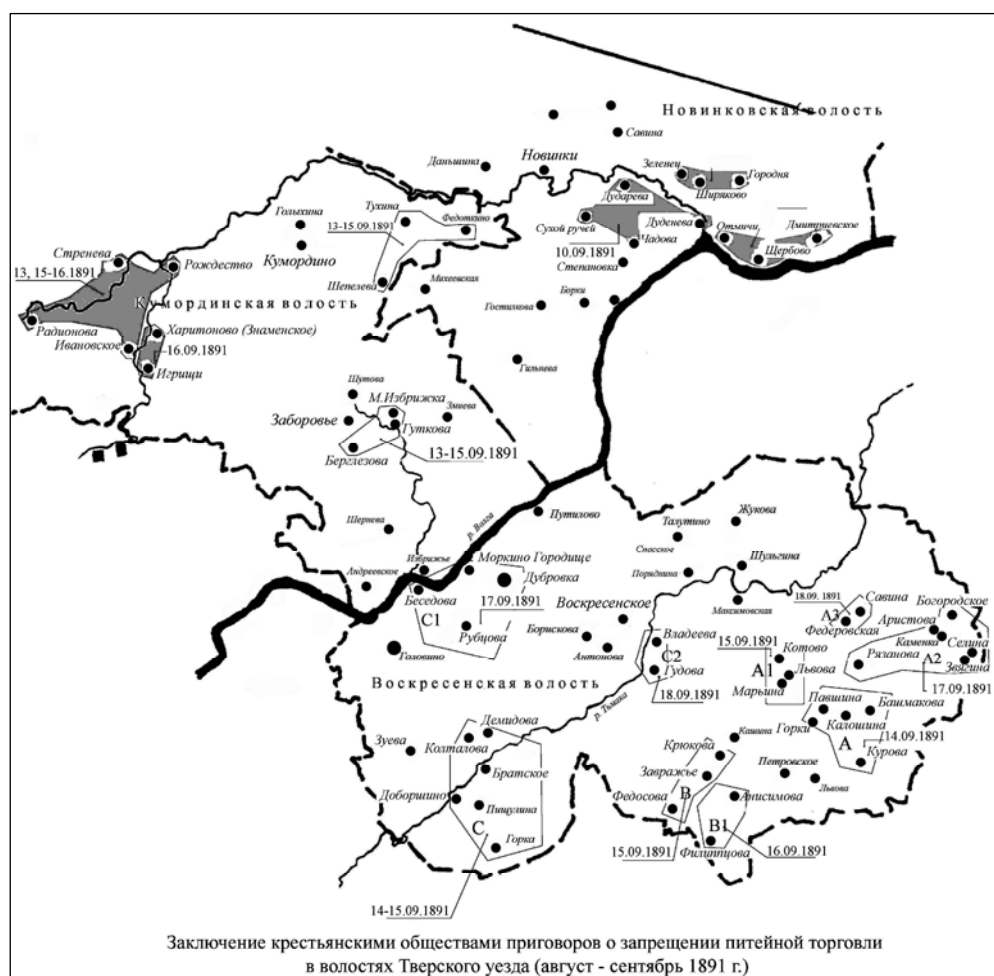 Новинковская волость
Савина
Даньшина
Новинки
Зеленец
Ширяково
Городня
Дударева
Голыхина
Тухина
Федоткино
Сухой ручей
Дуденева
Отмичи
Дмитриевское
Чадова
10.09.1891
Щербово
Кумордино
Степановка
Стренева
13, 15-16.1891
Рождество
13-15.09.1891
Шепелева
Михеевская
Кумординская волость
Гостихова
Борки
Радионова
Харитоново (Знаменское)
Ивановское
16.09.1891
Игрищи
Гильнева
Шутова
М.Избрижка
Змиева
Заборовье
Гуткова
Берглезова
13-15.09.1891
Путилово
Жукова
Талутино
р. Волга
Шернева
Спасское
Избрижье
Моркино Городище
Шульгина
Андреевское
Дубровка
Поряднина
Беседова
17.09.1891
Воскресенское
Максимовская
18.09.1891
Савина
Богородское
C1
A3
Аристова
Рубцова
Борискова
Владеева
15.09.1891
Федеровская
Каменка
Селина
Антонова
C2
Котово
Рязанова
A2
Звягина
Головино
Гудова
A1
Львова
17.09.1891
Воскресенская волость
18.09.1891
Марьина
р. Тьмака
Павшина
Башмакова
Горки
Калошина
14.09.1891
Демидова
A
Зуева
Колталова
Кашина
Крюкова
Курова
Братское
Завражье
Петровское
Львова
Доборшино
Пищулина
Федосова
B
Анисимова
C
Горка
B1
15.09.1891
Филиппцова
16.09.1891
14-15.09.1891
Заключение крестьянскими обществами приговоров о запрещении питейной торговли
в волостях Тверского уезда (август - сентябрь 1891 г.)